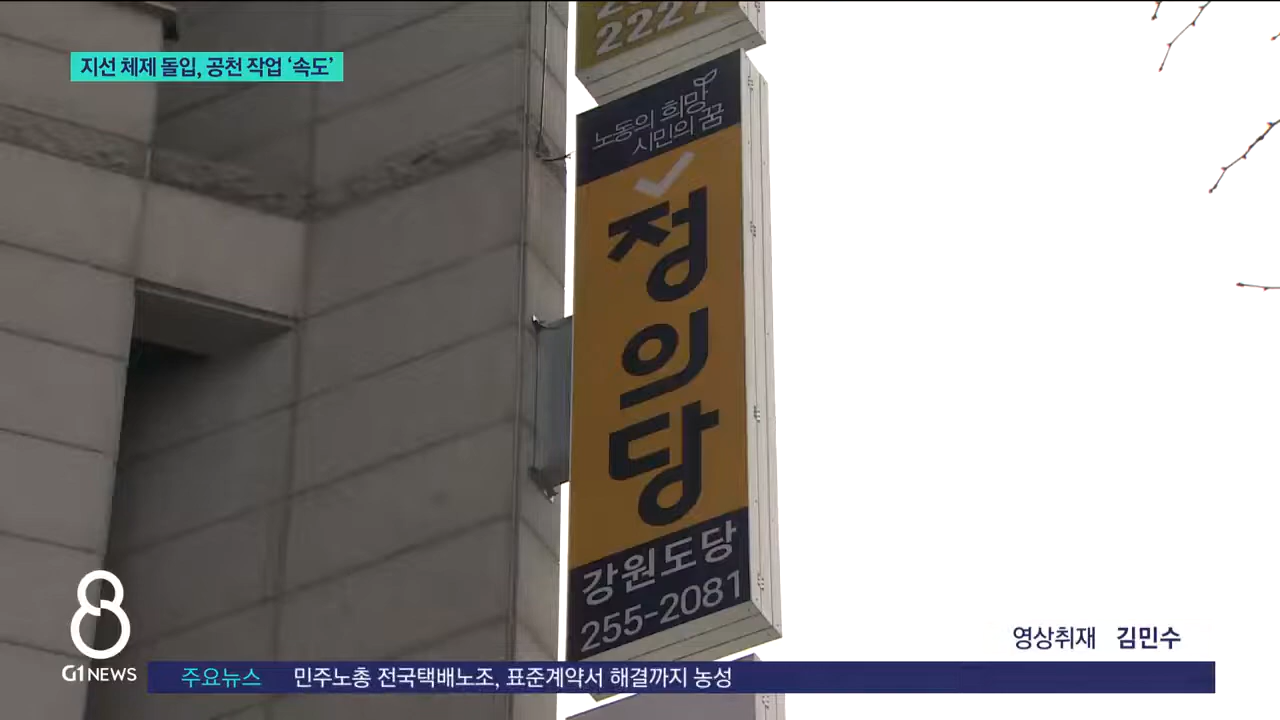 지선 체제 돌입, 공천 작업 ‘속도’
2227
노동의 희망
시민의 꿈
정의당
강원도당
255-2081
영상취재 김민수
8
G1 NEWS
주요뉴스 민주노총 전국택배노조, 표준계약서 해결까지 농성